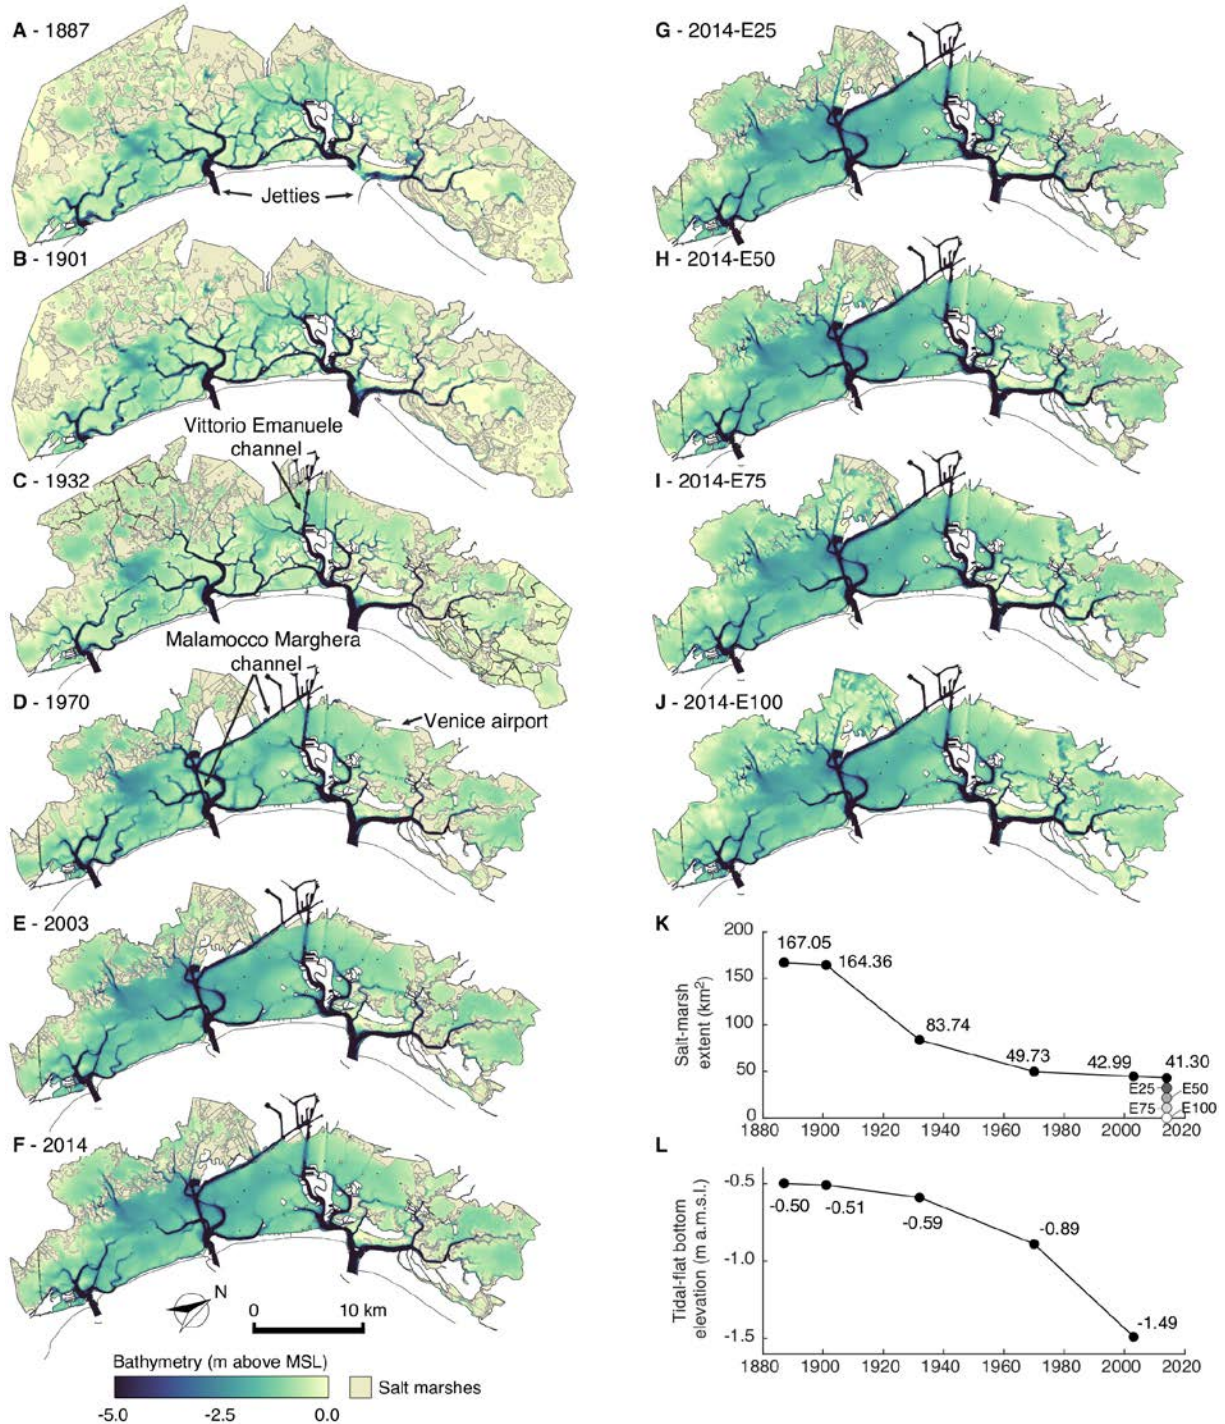 A - 1887
Jetties
B - 1901
Vittorio Emanuele
channel
C - 1932
Malamocco Marghera
channel
D - 1970
Venice airport
E - 2003
F - 2014
N
0 10 km
Bathymetry (m above MSL)
Salt marshes
-5.0 -2.5 0.0
G - 2014-E25
H - 2014-E50
I - 2014-E75
J - 2014-E100
K
Salt-marsh
extent (km²)
200
150
100
50
0
167.05
164.36
83.74
49.73
42.99
41.30
E25 E50
E75 E100
1880 1900 1920 1940 1960 1980 2000 2020
L
Tidal-flat bottom
elevation (m a.m.s.l.)
-0.5
-1.0
-1.5
-0.50
-0.51
-0.59
-0.89
-1.49
1880 1900 1920 1940 1960 1980 2000 2020